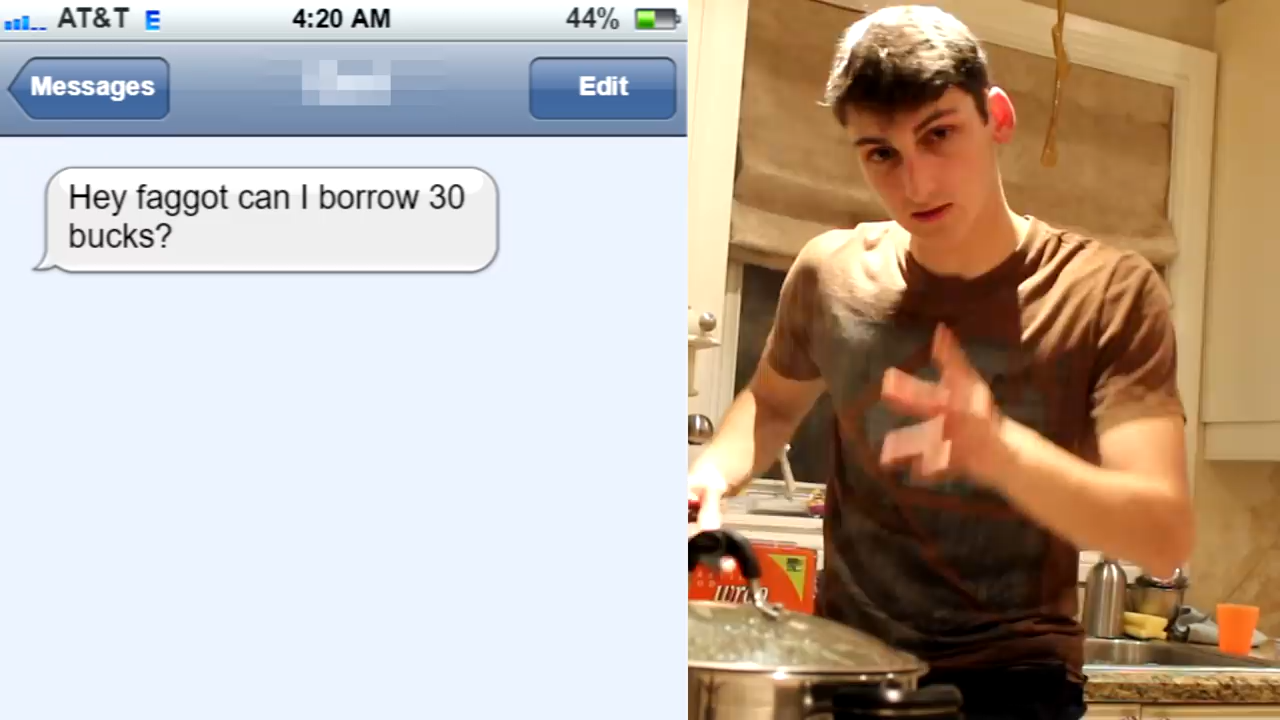 AT&T E 4:20 AM 44%
Messages
Edit
Hey faggot can I borrow 30
bucks?